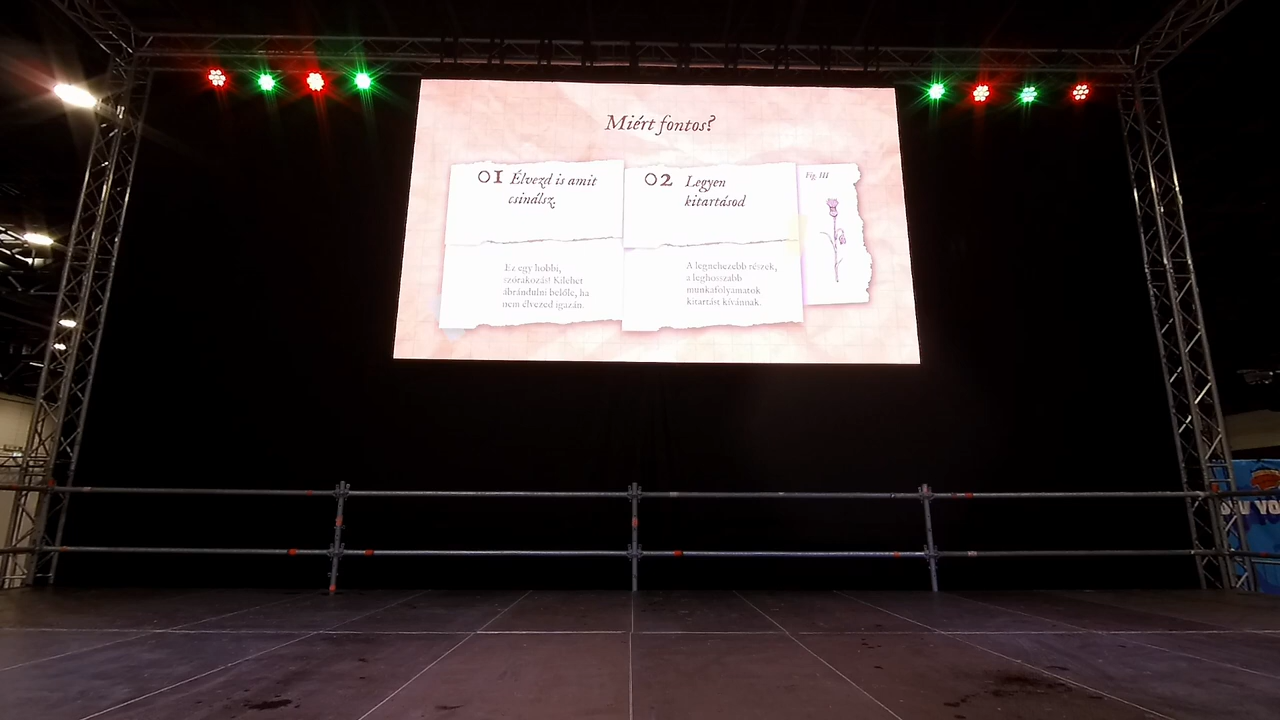 Miért fontos?
01 Élvezd is amit
csinálsz.
Ez egy hobbi,
szórakozás! Kilehet
ábrándulni belőle, ha
nem élvezed igazán.
02 Legyen
kitartásod
A legnehezebb részek,
a leghosszabb
munkafolyamatok
kitartást kívánnak.
Fig. III